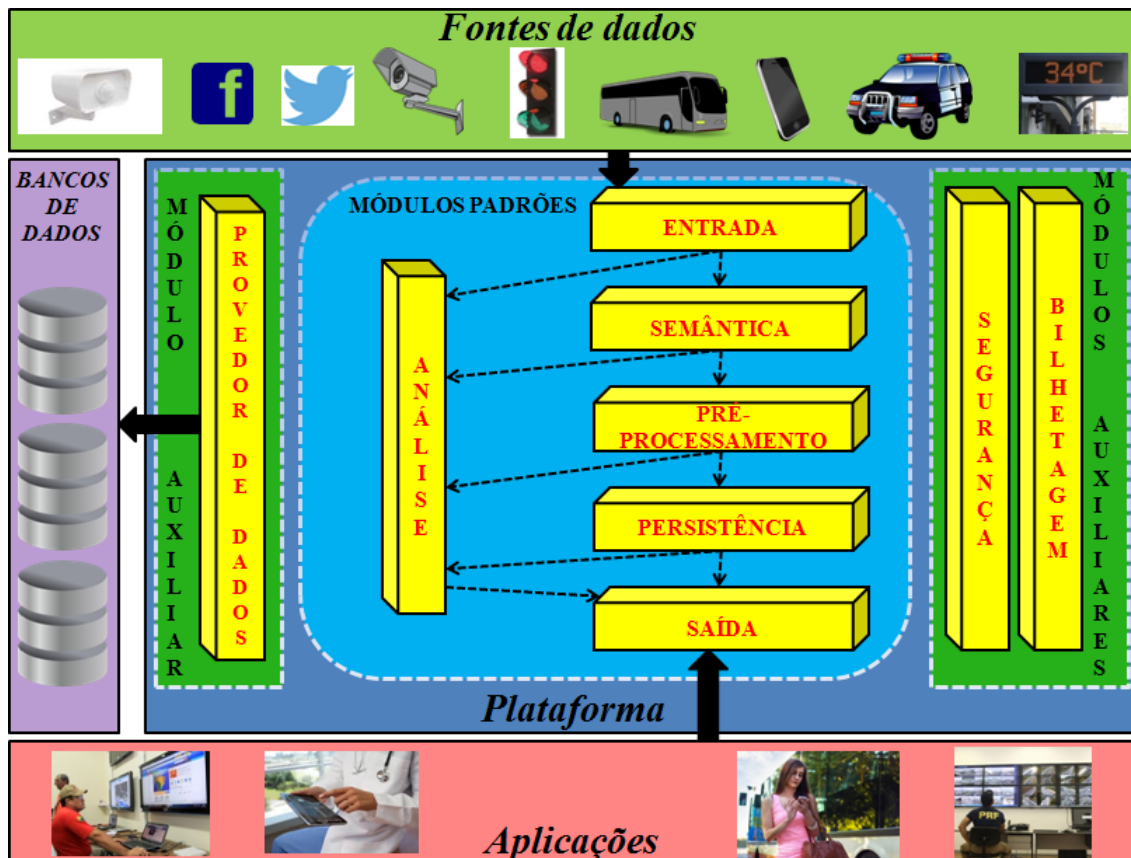 Fontes de dados
f
34ºC
BANCOS
DE
DADOS
MÓDULO AUXILIAR
PROVEDOR DE DADOS
MÓDULOS PADRÕES
ENTRADA
SEMÂNTICA
PRÉ-
PROCESSAMENTO
PERSISTÊNCIA
SAÍDA
ANÁLISE
SEGURANÇA
BILHETAGEM
MÓDULOS AUXILIARES
Plataforma
PRF
Aplicações